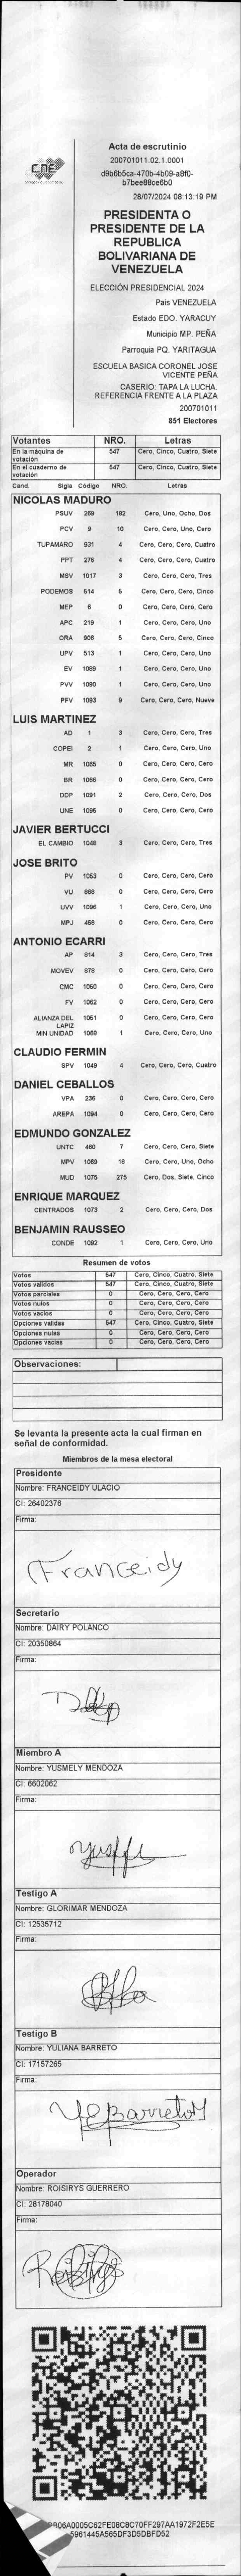 CNE
Acta de escrutinio
200701011.02.1.0001
d9b6b5ca-470b-4b09-a8f0-
b7bee88ce6b0
28/07/2024 08:13:19 PM
PRESIDENTA O
PRESIDENTE DE LA
REPUBLICA
BOLIVARIANA DE
VENEZUELA
ELECCIÓN PRESIDENCIAL 2024
Pais VENEZUELA
Estado EDO. YARACUY
Municipio MP. PEÑA
Parroquia PQ. YARITAGUA
ESCUELA BASICA CORONEL JOSE
VICENTE PEÑA
CASERIO: TAPA LA LUCHA.
REFERENCIA FRENTE A LA PLAZA
200701011
851 Electores
Votantes NRO. Letras
En la máquina de votación 547 Cero, Cinco, Cuatro, Siete
En el cuaderno de votación 547 Cero, Cinco, Cuatro, Siete
Cand. Sigla Código NRO. Letras
NICOLAS MADURO
PSUV 269 182 Cero, Uno, Ocho, Dos
PCV 9 10 Cero, Cero, Uno, Cero
TUPAMARO 931 4 Cero, Cero, Cero, Cuatro
PPT 276 4 Cero, Cero, Cero, Cuatro
MSV 1017 3 Cero, Cero, Cero, Tres
PODEMOS 514 5 Cero, Cero, Cero, Cinco
MEP 6 0 Cero, Cero, Cero, Cero
APC 219 1 Cero, Cero, Cero, Uno
ORA 906 5 Cero, Cero, Cero, Cinco
UPV 513 1 Cero, Cero, Cero, Uno
EV 1089 1 Cero, Cero, Cero, Uno
PVV 1090 1 Cero, Cero, Cero, Uno
PFV 1093 9 Cero, Cero, Cero, Nueve
LUIS MARTINEZ
AD 1 3 Cero, Cero, Cero, Tres
COPEI 2 1 Cero, Cero, Cero, Uno
MR 1065 0 Cero, Cero, Cero, Cero
BR 1066 0 Cero, Cero, Cero, Cero
DDP 1091 2 Cero, Cero, Cero, Dos
UNE 1095 0 Cero, Cero, Cero, Cero
JAVIER BERTUCCI
EL CAMBIO 1048 3 Cero, Cero, Cero, Tres
JOSE BRITO
PV 1053 0 Cero, Cero, Cero, Cero
VU 868 0 Cero, Cero, Cero, Cero
UVV 1096 1 Cero, Cero, Cero, Uno
MPJ 458 0 Cero, Cero, Cero, Cero
ANTONIO ECARRI
AP 814 3 Cero, Cero, Cero, Tres
MOVEV 878 0 Cero, Cero, Cero, Cero
CMC 1050 0 Cero, Cero, Cero, Cero
FV 1062 0 Cero, Cero, Cero, Cero
ALIANZA DEL LAPIZ 1051 0 Cero, Cero, Cero, Cero
MIN UNIDAD 1068 1 Cero, Cero, Cero, Uno
CLAUDIO FERMIN
SPV 1049 4 Cero, Cero, Cero, Cuatro
DANIEL CEBALLOS
VPA 236 0 Cero, Cero, Cero, Cero
AREPA 1094 0 Cero, Cero, Cero, Cero
EDMUNDO GONZALEZ
UNTC 460 7 Cero, Cero, Cero, Siete
MPV 1069 18 Cero, Cero, Uno, Ocho
MUD 1075 275 Cero, Dos, Siete, Cinco
ENRIQUE MARQUEZ
CENTRADOS 1073 2 Cero, Cero, Cero, Dos
BENJAMIN RAUSSEO
CONDE 1092 1 Cero, Cero, Cero, Uno
Resumen de votos
Votos 547 Cero, Cinco, Cuatro, Siete
Votos validos 547 Cero, Cinco, Cuatro, Siete
Votos parciales 0 Cero, Cero, Cero, Cero
Votos nulos 0 Cero, Cero, Cero, Cero
Votos vacios 0 Cero, Cero, Cero, Cero
Opciones validas 547 Cero, Cinco, Cuatro, Siete
Opciones nulas 0 Cero, Cero, Cero, Cero
Opciones vacias 0 Cero, Cero, Cero, Cero
Observaciones:
Se levanta la presente acta la cual firman en
señal de conformidad.
Miembros de la mesa electoral
Presidente
Nombre: FRANCEIDY ULACIO
CI: 26402376
Firma:
Franceidy
Secretario
Nombre: DAIRY POLANCO
CI: 20350864
Firma:
Miembro A
Nombre: YUSMELY MENDOZA
CI: 6602062
Firma:
Testigo A
Nombre: GLORIMAR MENDOZA
CI: 12535712
Firma:
Testigo B
Nombre: YULIANA BARRETO
CI: 17157265
Firma:
YEBarretoM
Operador
Nombre: ROISIRYS GUERRERO
CI: 28178040
Firma:
B06A0005C62FE08C8C70FF297AA1972F2E5E
5961445A565DF3D5DBFD52